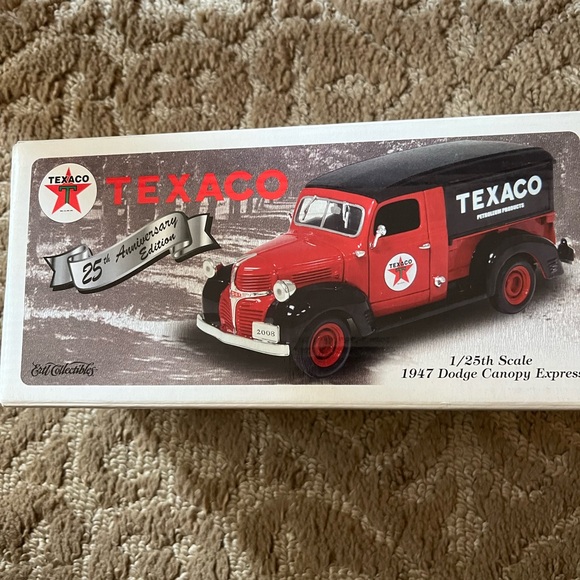 TEXACO
T
TEXACO
25th Anniversary
Edition
TEXACO
PETROLEUM PRODUCTS
T
2008
1/25th Scale
1947 Dodge Canopy Express
Ertl Collectibles